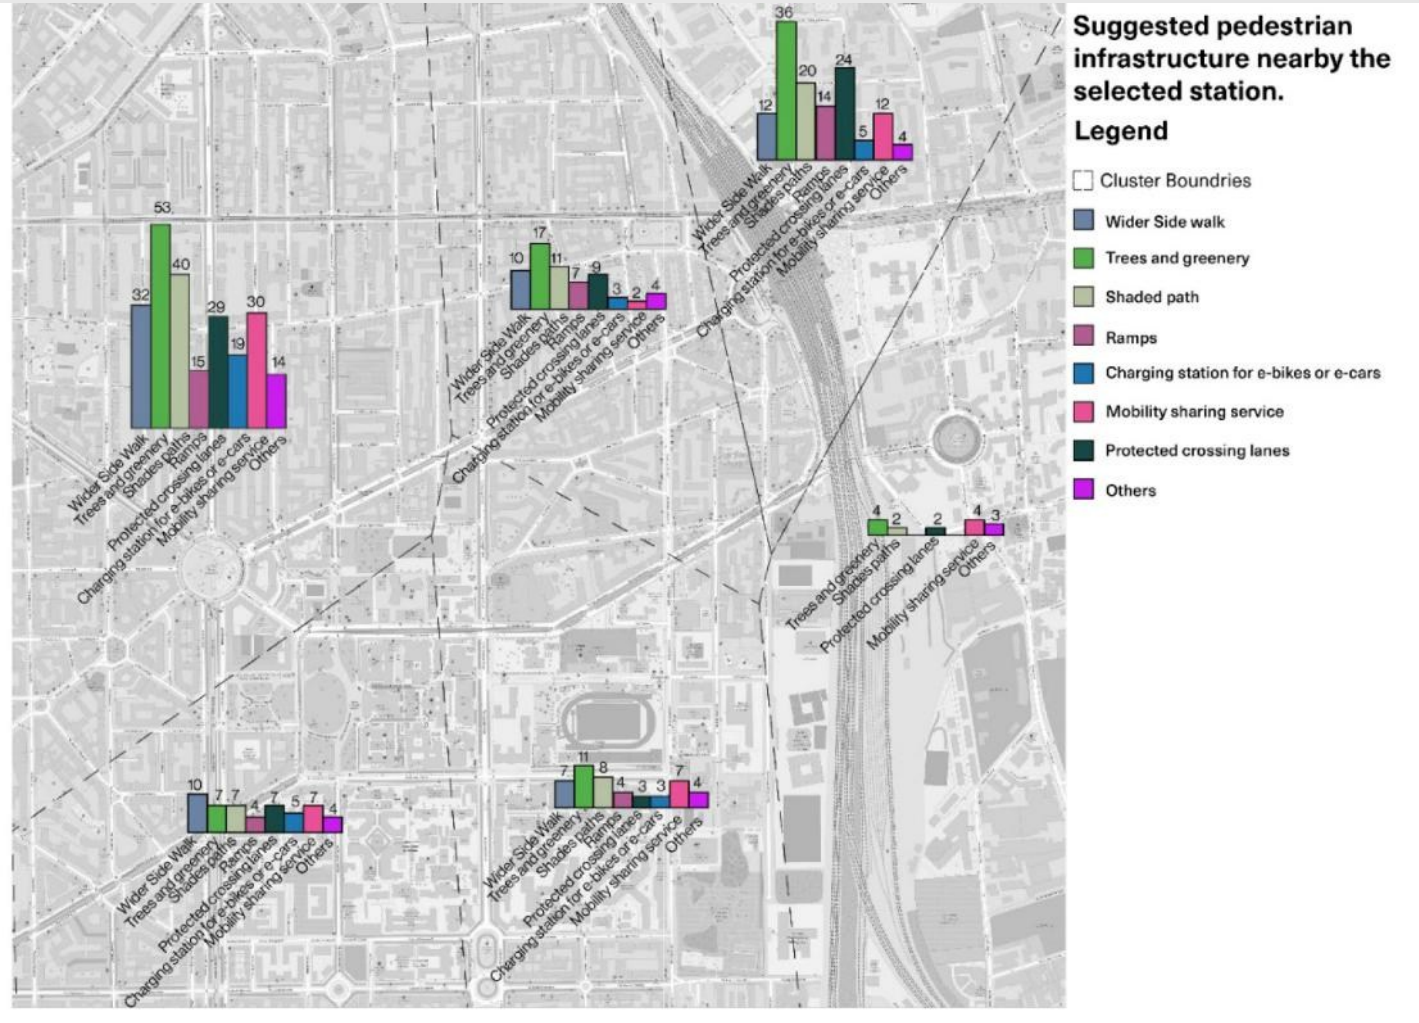 Suggested pedestrian
infrastructure nearby the
selected station.
Legend
Cluster Boundries
Wider Side walk
Trees and greenery
Shaded path
Ramps
Charging station for e-bikes or e-cars
Mobility sharing service
Protected crossing lanes
Others
36
24
20
14
12
12
5
4
Wider Side Walk
Trees and greenery
Shades paths
Ramps
Protected crossing lanes
Charging station for e-bikes or e-cars
Mobility sharing service
Others
53
40
32
30
29
19
15
14
Wider Side Walk
Trees and greenery
Shades paths
Ramps
Protected crossing lanes
Charging station for e-bikes or e-cars
Mobility sharing service
Others
10
17
11
7
9
3
2
4
Wider Side Walk
Trees and greenery
Shades paths
Ramps
Protected crossing lanes
Charging station for e-bikes or e-cars
Mobility sharing service
Others
4
2
2
4
3
Trees and greenery
Shades paths
Protected crossing lanes
Mobility sharing service
Others
10
7
7
4
7
5
7
4
Wider Side Walk
Trees and greenery
Shades paths
Ramps
Protected crossing lanes
Charging station for e-bikes or e-cars
Mobility sharing service
Others
7
11
8
4
3
3
7
4
Wider Side Walk
Trees and greenery
Shades paths
Ramps
Protected crossing lanes
Charging station for e-bikes or e-cars
Mobility sharing service
Others